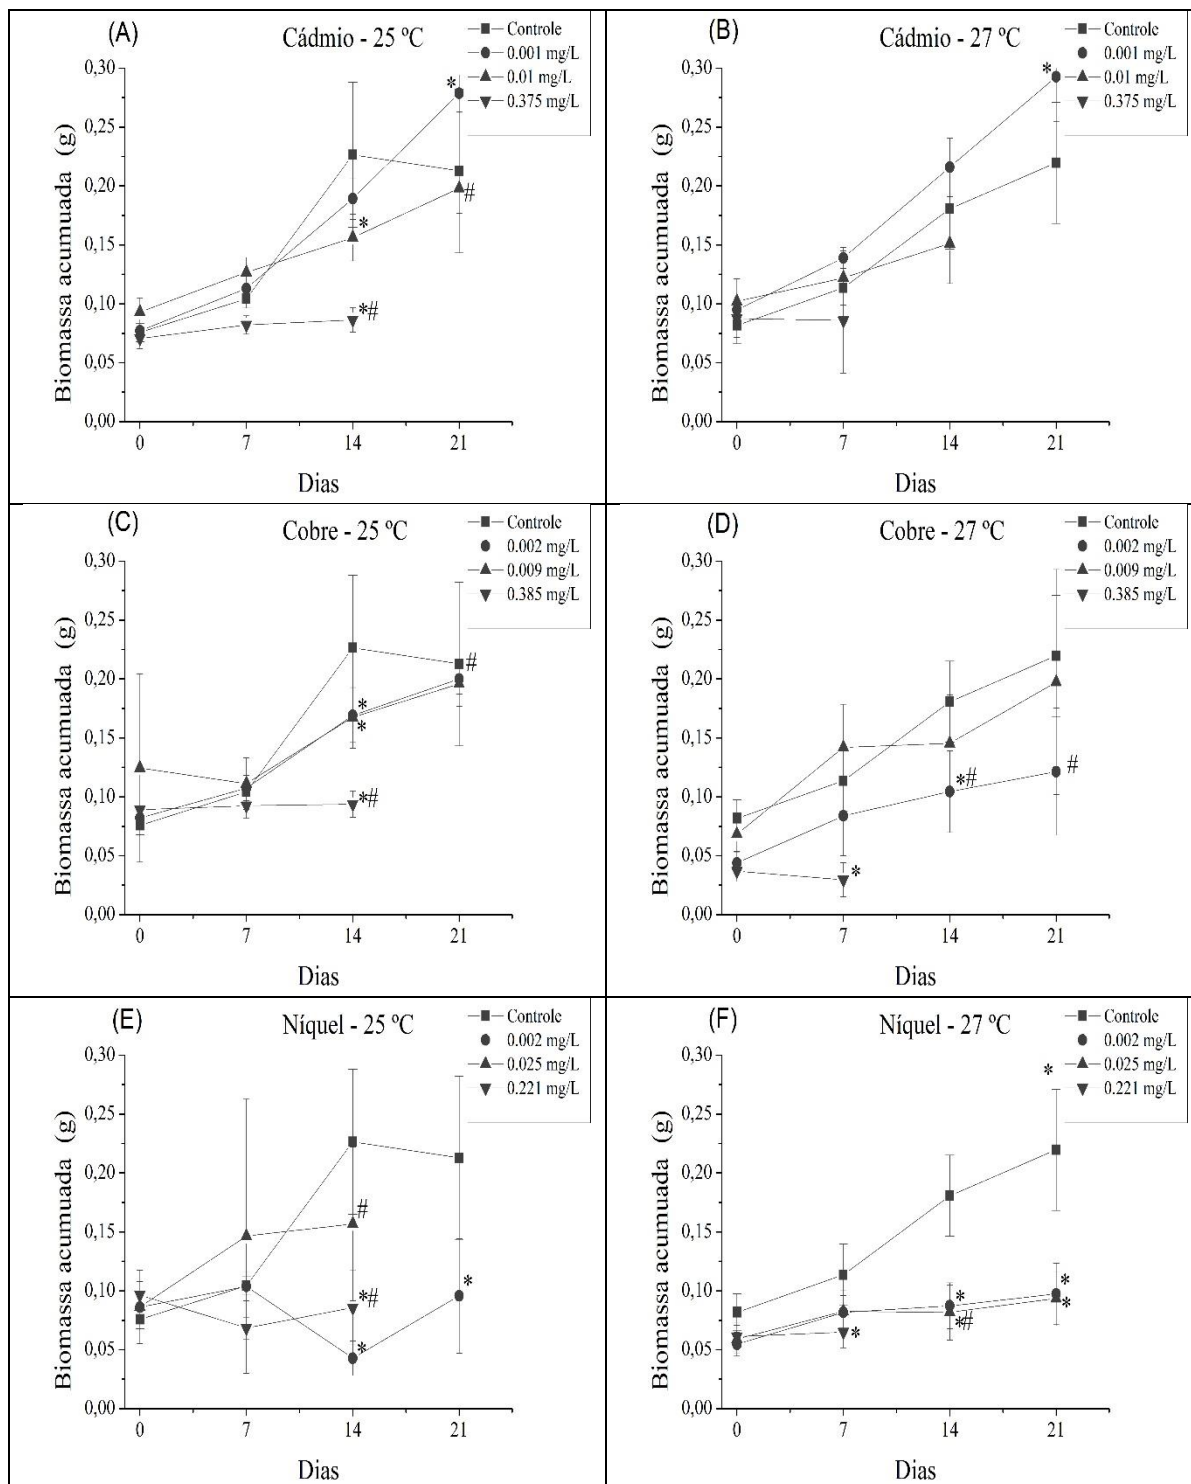 (A)
Cádmio - 25 ºC
Controle
0.001 mg/L
0.01 mg/L
0.375 mg/L
0,30
0,25
0,20
0,15
0,10
0,05
0,00
Biomassa acumuada (g)
*
#
*
*#
0 7 14 21
Dias
(B)
Cádmio - 27 ºC
Controle
0.001 mg/L
0.01 mg/L
0.375 mg/L
0,30
0,25
0,20
0,15
0,10
0,05
0,00
Biomassa acumuada (g)
*
0 7 14 21
Dias
(C)
Cobre - 25 ºC
Controle
0.002 mg/L
0.009 mg/L
0.385 mg/L
0,30
0,25
0,20
0,15
0,10
0,05
0,00
Biomassa acumuada (g)
#
*
*
*#
0 7 14 21
Dias
(D)
Cobre - 27 ºC
Controle
0.002 mg/L
0.009 mg/L
0.385 mg/L
0,30
0,25
0,20
0,15
0,10
0,05
0,00
Biomassa acumuada (g)
*#
#
*
0 7 14 21
Dias
(E)
Níquel - 25 ºC
Controle
0.002 mg/L
0.025 mg/L
0.221 mg/L
0,30
0,25
0,20
0,15
0,10
0,05
0,00
Biomassa acumuada (g)
#
*#
*
*
0 7 14 21
Dias
(F)
Níquel - 27 ºC
Controle
0.002 mg/L
0.025 mg/L
0.221 mg/L
0,30
0,25
0,20
0,15
0,10
0,05
0,00
Biomassa acumuada (g)
*
*
*
*
*#
*
0 7 14 21
Dias